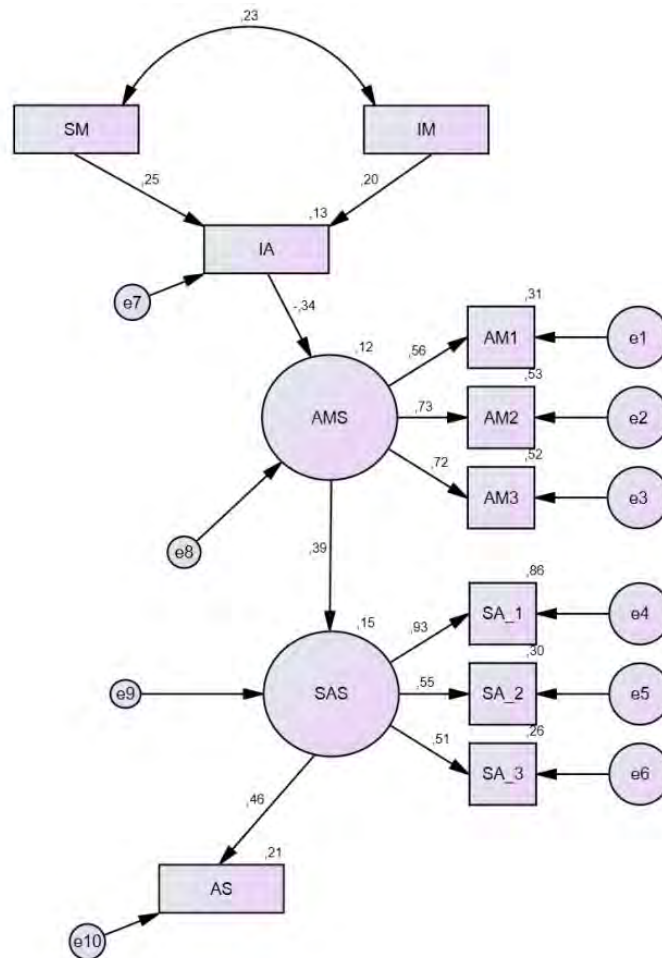 ,23
SM
IM
,25
,20
,13
IA
e7
-,34
,12
,31
AMS
,56
AM1
e1
,53
,73
AM2
e2
,52
,72
AM3
e3
e8
,39
,86
,15
,93
SA_1
e4
,30
e9
SAS
,55
SA_2
e5
,26
,51
SA_3
e6
,46
,21
AS
e10